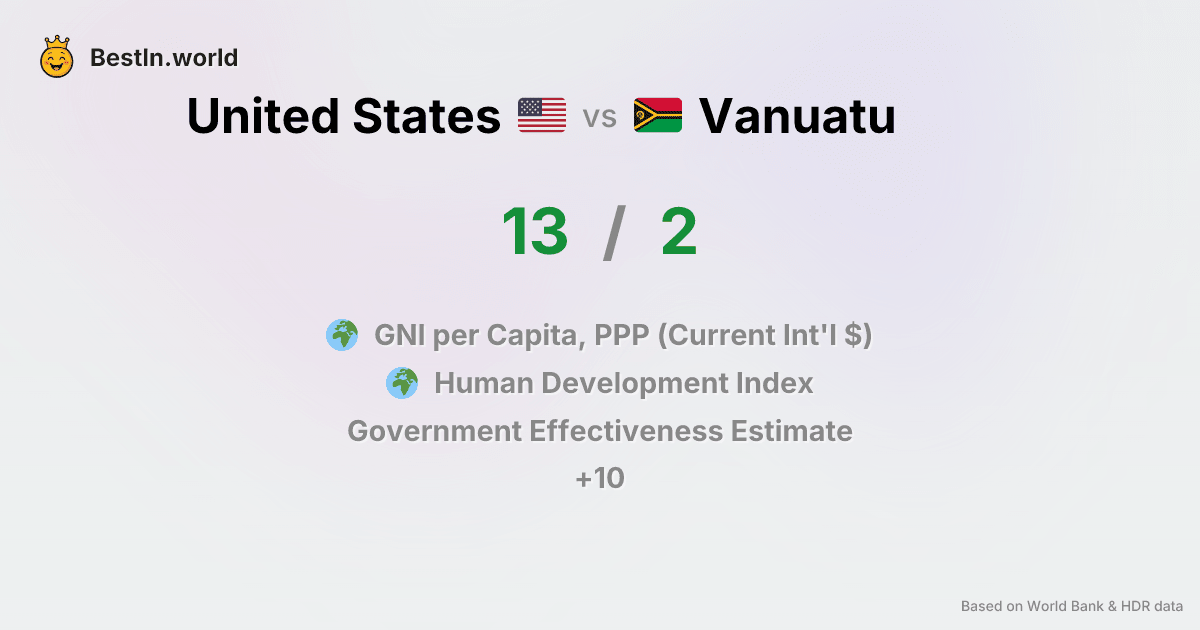 BestIn.world
United States vs Vanuatu
13 / 2
GNI per Capita, PPP (Current Int'l $)
Human Development Index
Government Effectiveness Estimate
+10
Based on World Bank & HDR data